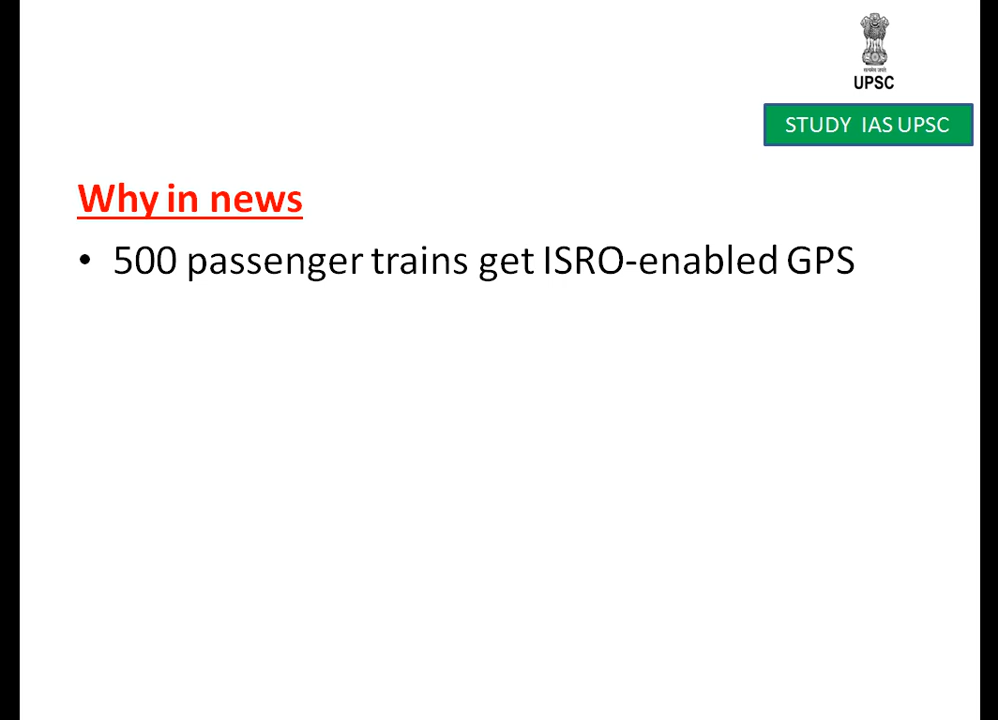 UPSC
STUDY IAS UPSC
Why in news
• 500 passenger trains get ISRO-enabled GPS